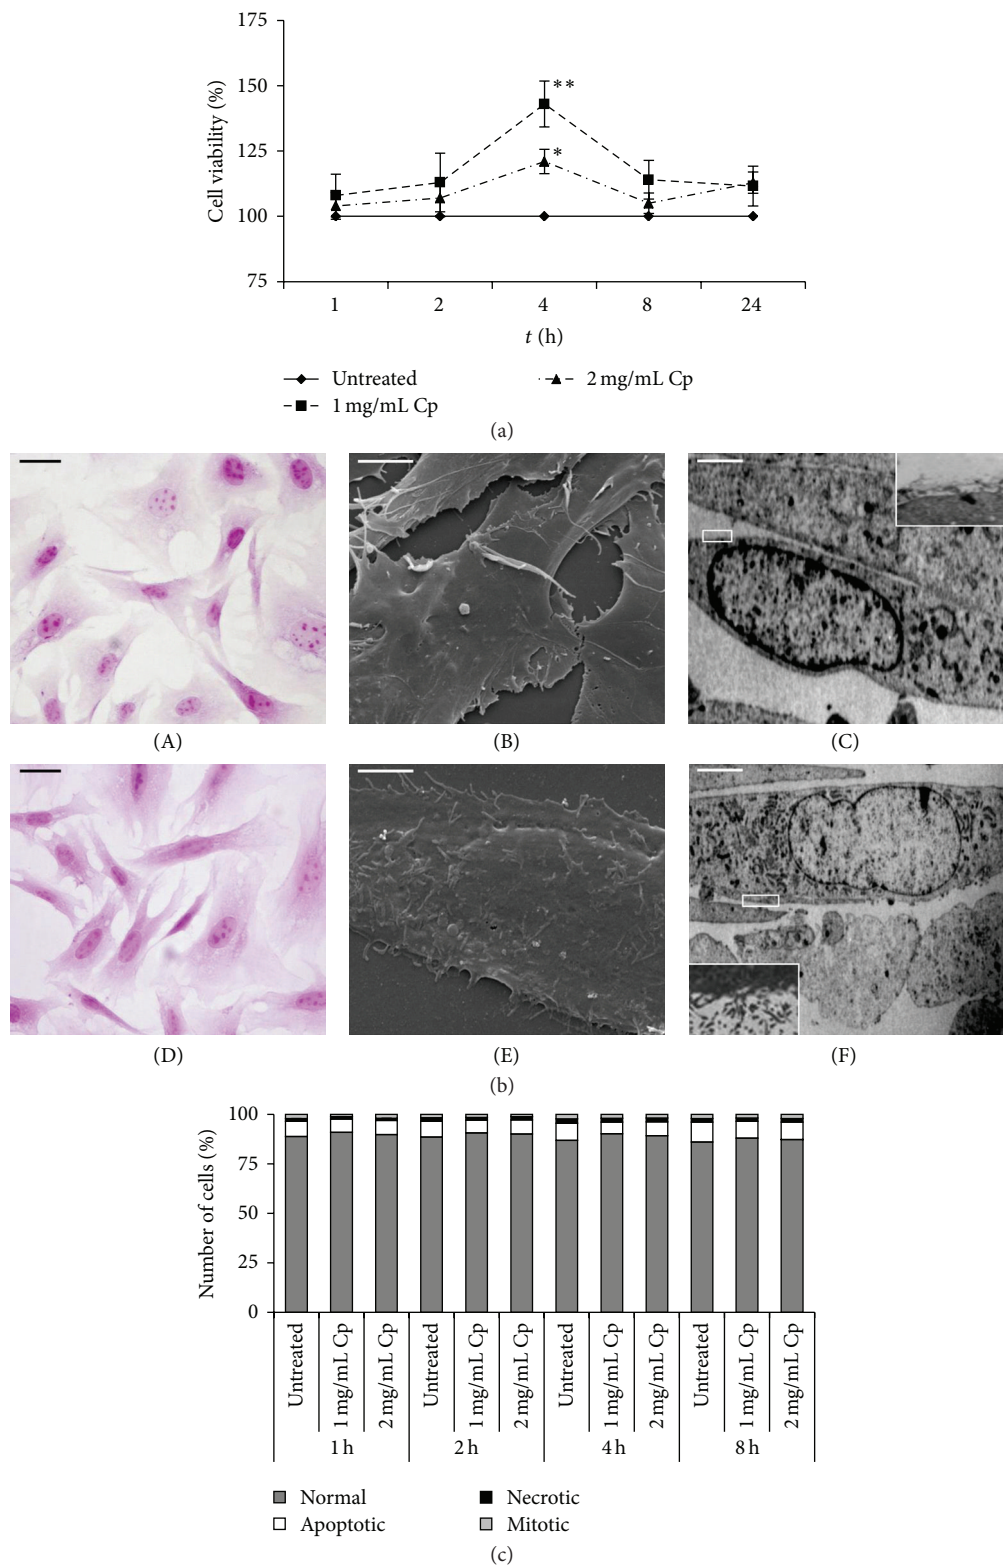 175
150
125
100
75
Cell viability (%)
**
*
1 2 4 8 24
t (h)
Untreated
2 mg/mL Cp
1 mg/mL Cp
(a)
(A) (B) (C)
(D) (E) (F)
(b)
100
75
50
25
0
Number of cells (%)
Untreated
1 mg/mL Cp
2 mg/mL Cp
Untreated
1 mg/mL Cp
2 mg/mL Cp
Untreated
1 mg/mL Cp
2 mg/mL Cp
Untreated
1 mg/mL Cp
2 mg/mL Cp
1 h 2 h 4 h 8 h
Normal
Necrotic
Apoptotic
Mitotic
(c)